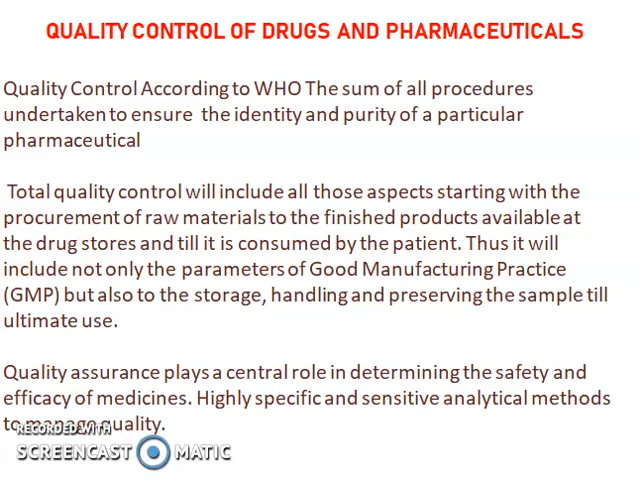 QUALITY CONTROL OF DRUGS AND PHARMACEUTICALS
Quality Control According to WHO The sum of all procedures
undertaken to ensure the identity and purity of a particular
pharmaceutical
Total quality control will include all those aspects starting with the
procurement of raw materials to the finished products available at
the drug stores and till it is consumed by the patient. Thus it will
include not only the parameters of Good Manufacturing Practice
(GMP) but also to the storage, handling and preserving the sample till
ultimate use.
Quality assurance plays a central role in determining the safety and
efficacy of medicines. Highly specific and sensitive analytical methods
to manage quality.
RECORDED WITH
SCREENCAST MATIC